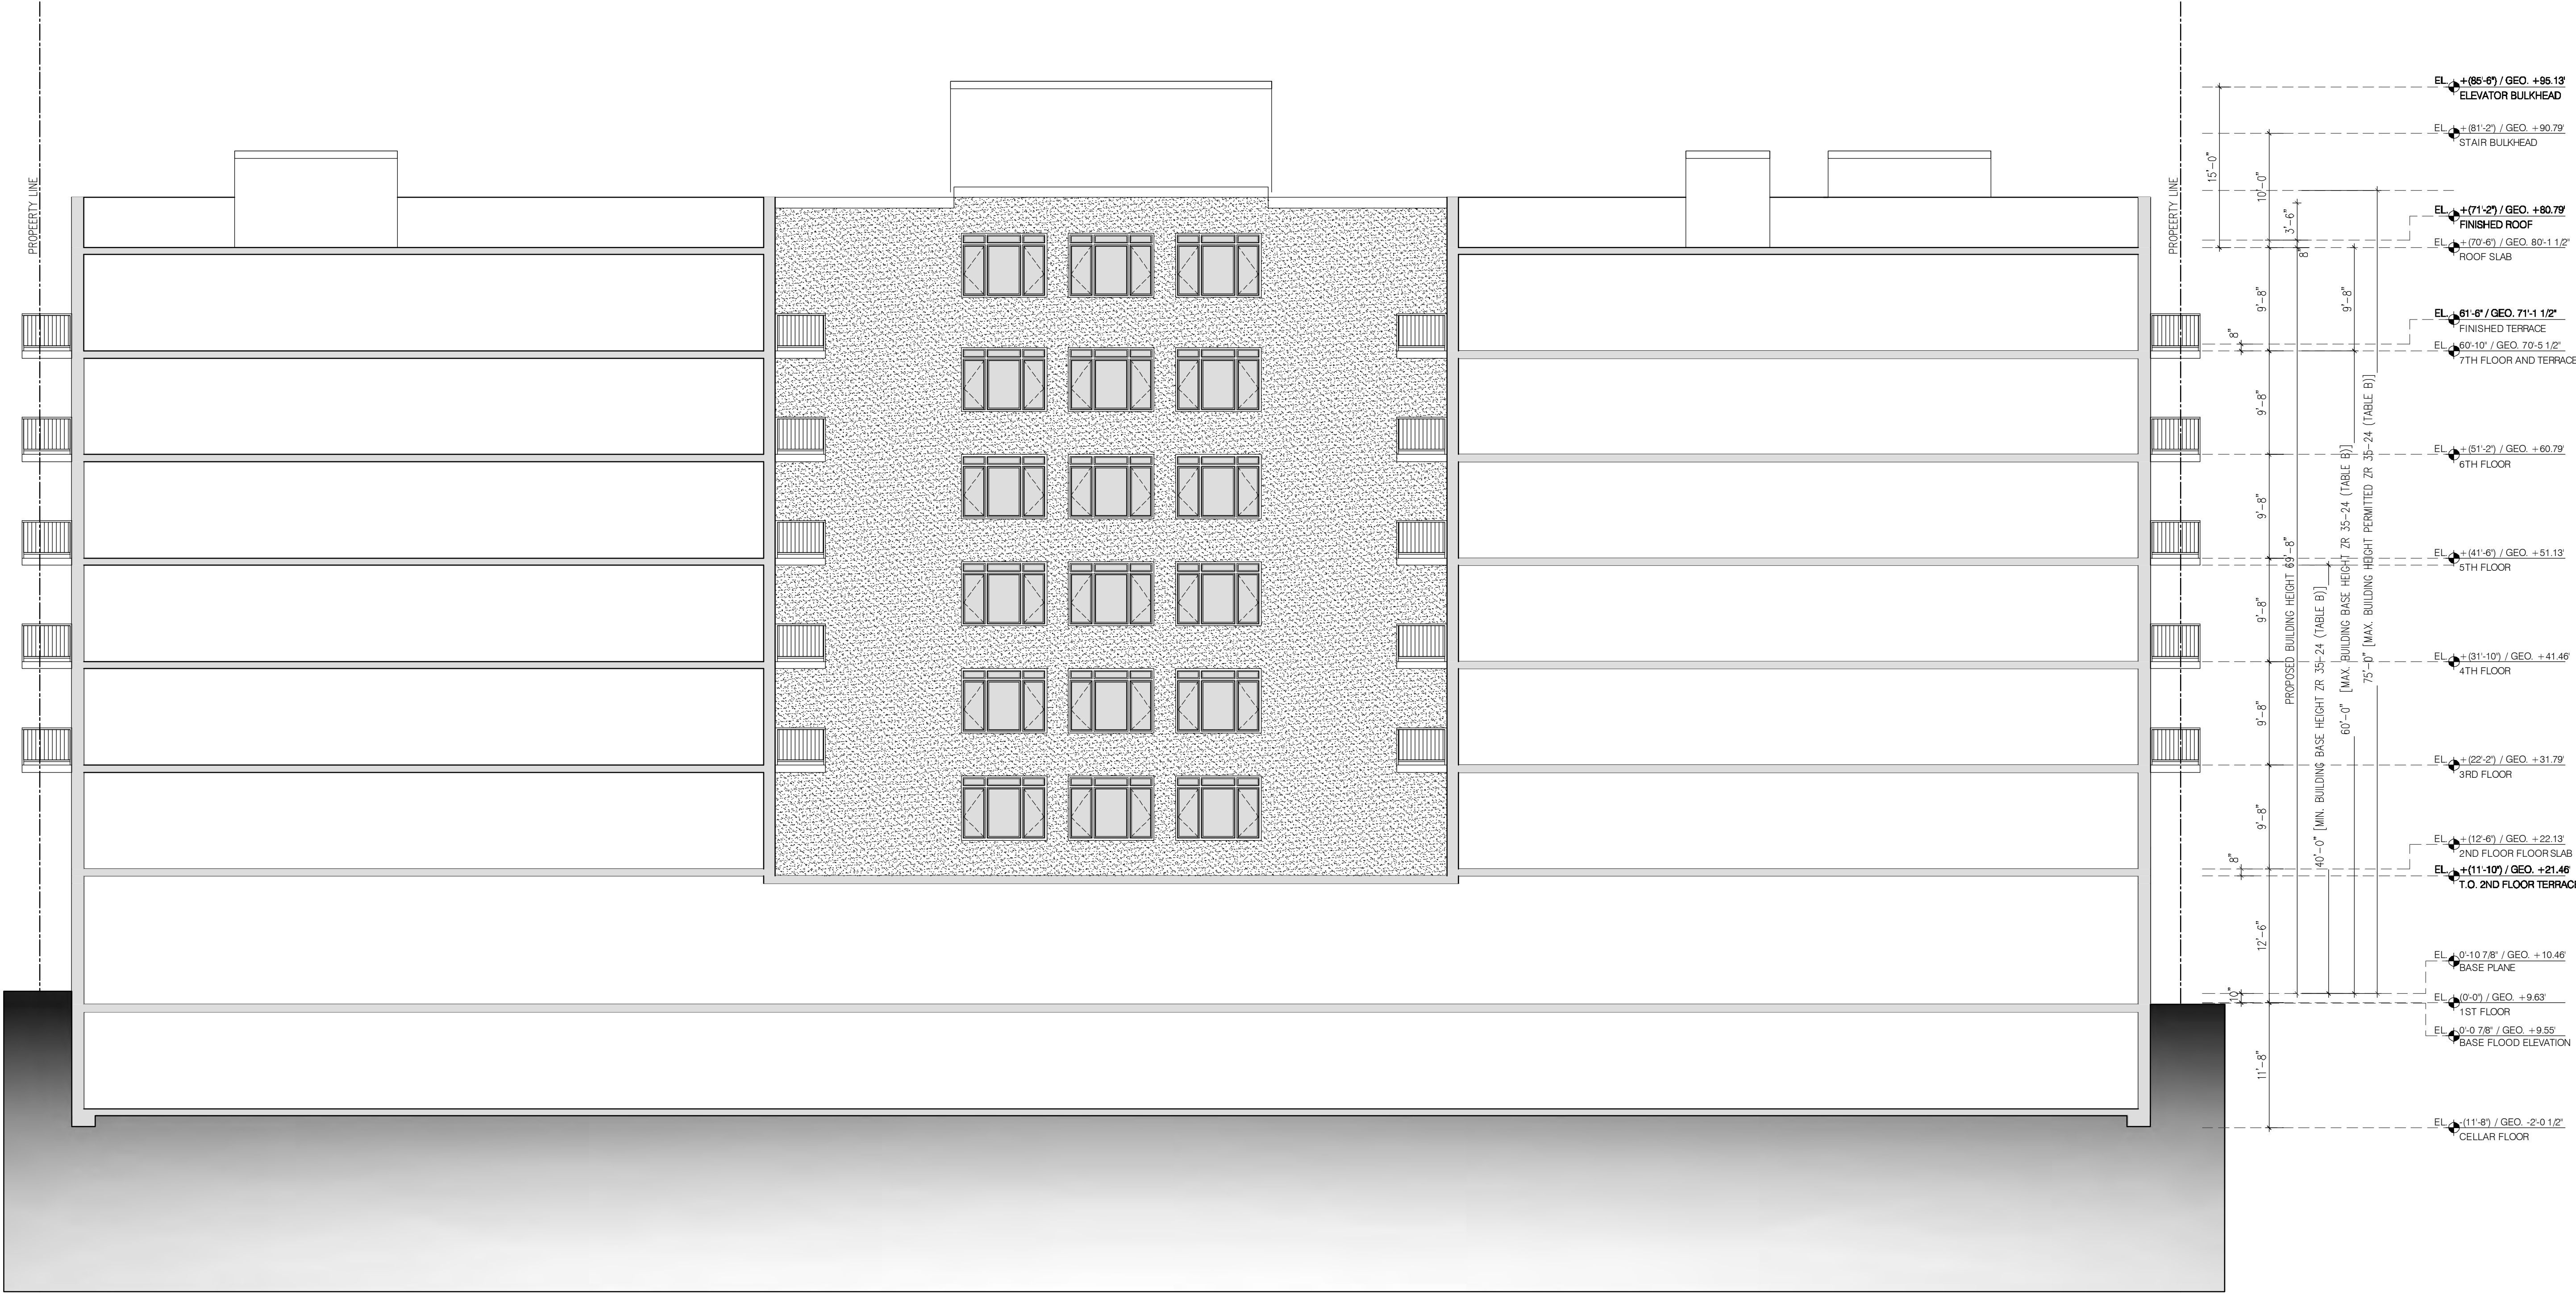 PROPERTY LINE
PROPERTY LINE
15'-0"
10'-0"
3'-6"
8"
9'-8"
9'-8"
8"
9'-8"
9'-8"
9'-8"
9'-8"
9'-8"
8"
12'-6"
10"
11'-8"
PROPOSED BUILDING HEIGHT 69'-8"
40'-0" [MIN. BUILDING BASE HEIGHT ZR 35-24 (TABLE B)]
60'-0" [MAX. BUILDING BASE HEIGHT ZR 35-24 (TABLE B)]
75'-0" [MAX. BUILDING HEIGHT PERMITTED ZR 35-24 (TABLE B)]
EL. +(85'-6") / GEO. +95.13'
ELEVATOR BULKHEAD
EL. +(81'-2") / GEO. +90.79'
STAIR BULKHEAD
EL. +(71'-2") / GEO. +80.79'
FINISHED ROOF
EL. +(70'-6") / GEO. 80'-1 1/2"
ROOF SLAB
EL. 61'-6" / GEO. 71'-1 1/2"
FINISHED TERRACE
EL. 60'-10" / GEO. 70'-5 1/2"
7TH FLOOR AND TERRACE
EL. +(51'-2") / GEO. +60.79'
6TH FLOOR
EL. +(41'-6") / GEO. +51.13'
5TH FLOOR
EL. +(31'-10") / GEO. +41.46'
4TH FLOOR
EL. +(22'-2") / GEO. +31.79'
3RD FLOOR
EL. +(12'-6") / GEO. +22.13'
2ND FLOOR FLOOR SLAB
EL. +(11'-10") / GEO. +21.46'
T.O. 2ND FLOOR TERRACE
EL. 0'-10 7/8" / GEO. +10.46'
BASE PLANE
EL. (0'-0") / GEO. +9.63'
1ST FLOOR
EL. 0'-0 7/8" / GEO. +9.55'
BASE FLOOD ELEVATION
EL. -(11'-8") / GEO. -2'-0 1/2"
CELLAR FLOOR